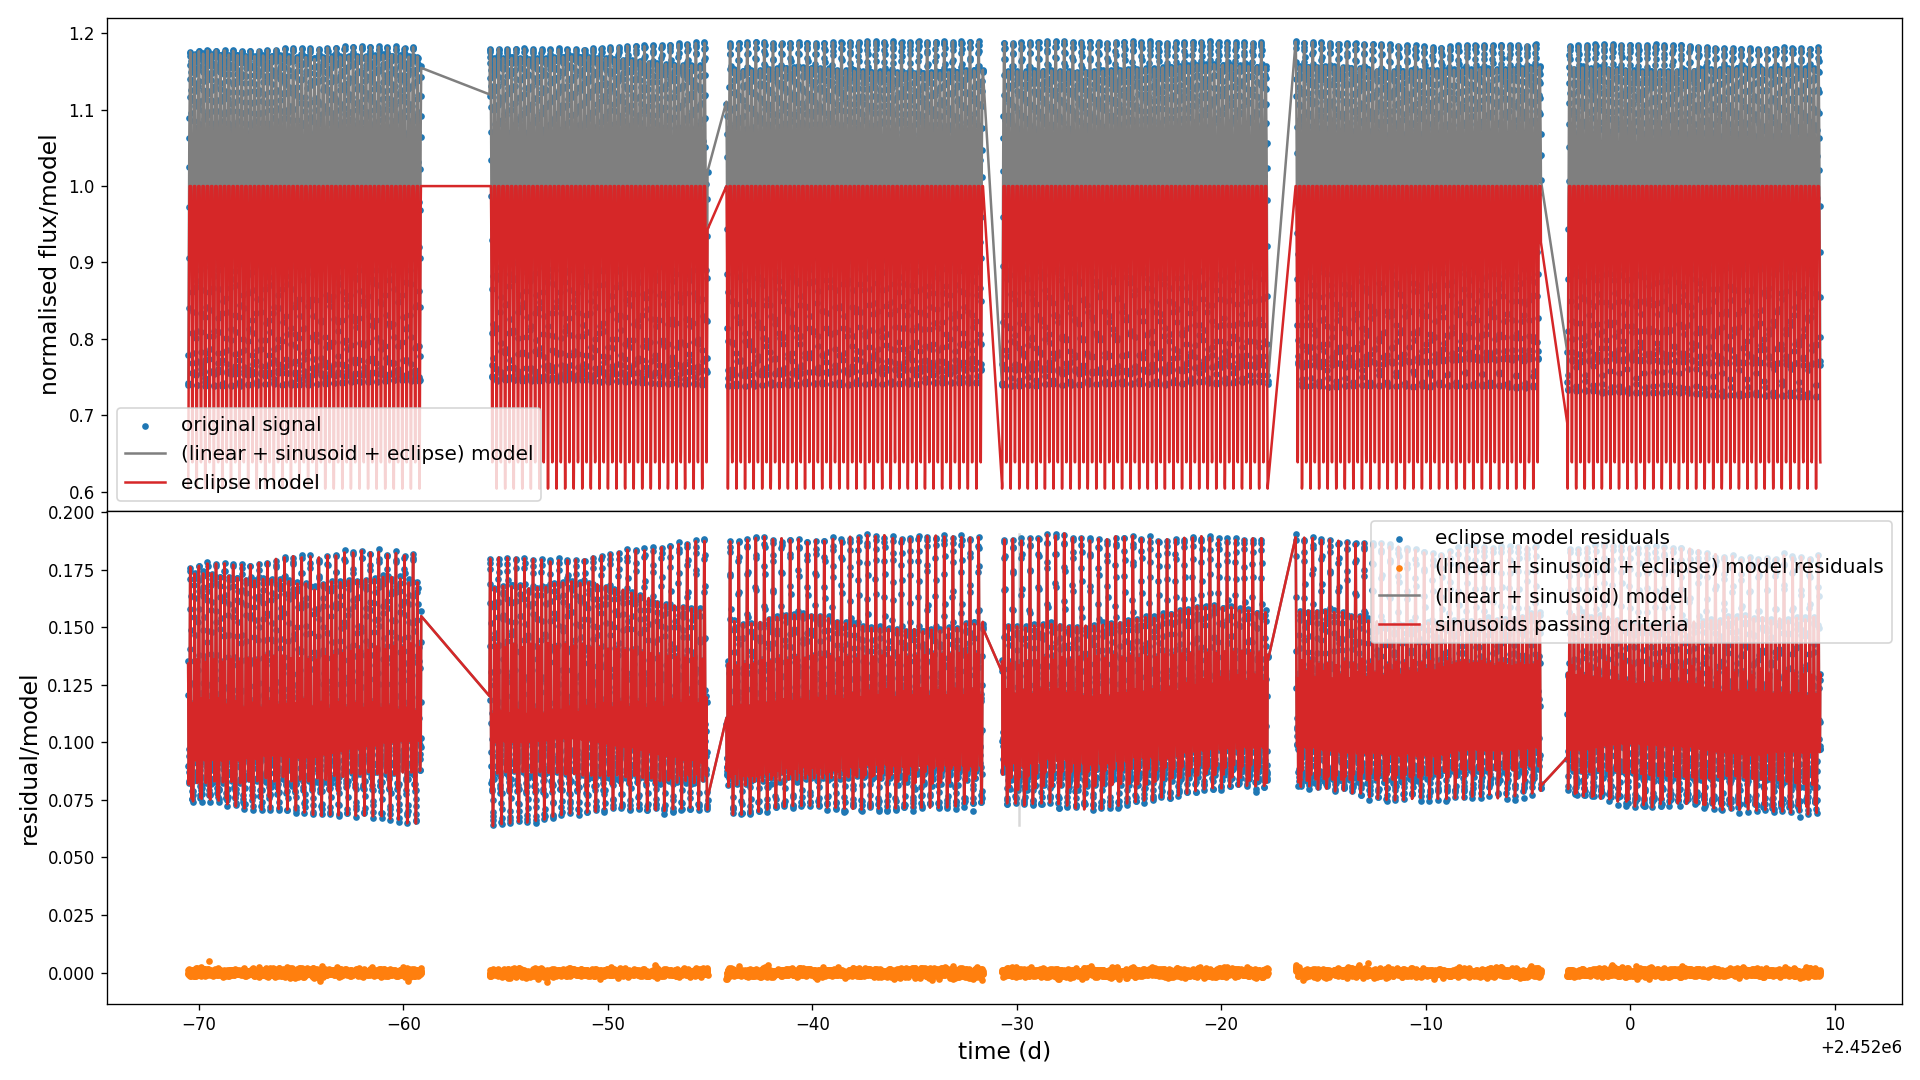 1.2
1.1
1.0
0.9
0.8
0.7
0.6
normalised flux/model
original signal
(linear + sinusoid + eclipse) model
eclipse model
0.200
0.175
0.150
0.125
0.100
0.075
0.050
0.025
0.000
residual/model
eclipse model residuals
(linear + sinusoid + eclipse) model residuals
(linear + sinusoid) model
sinusoids passing criteria
−70 −60 −50 −40 −30 −20 −10 0 10
time (d)
+2.452e6